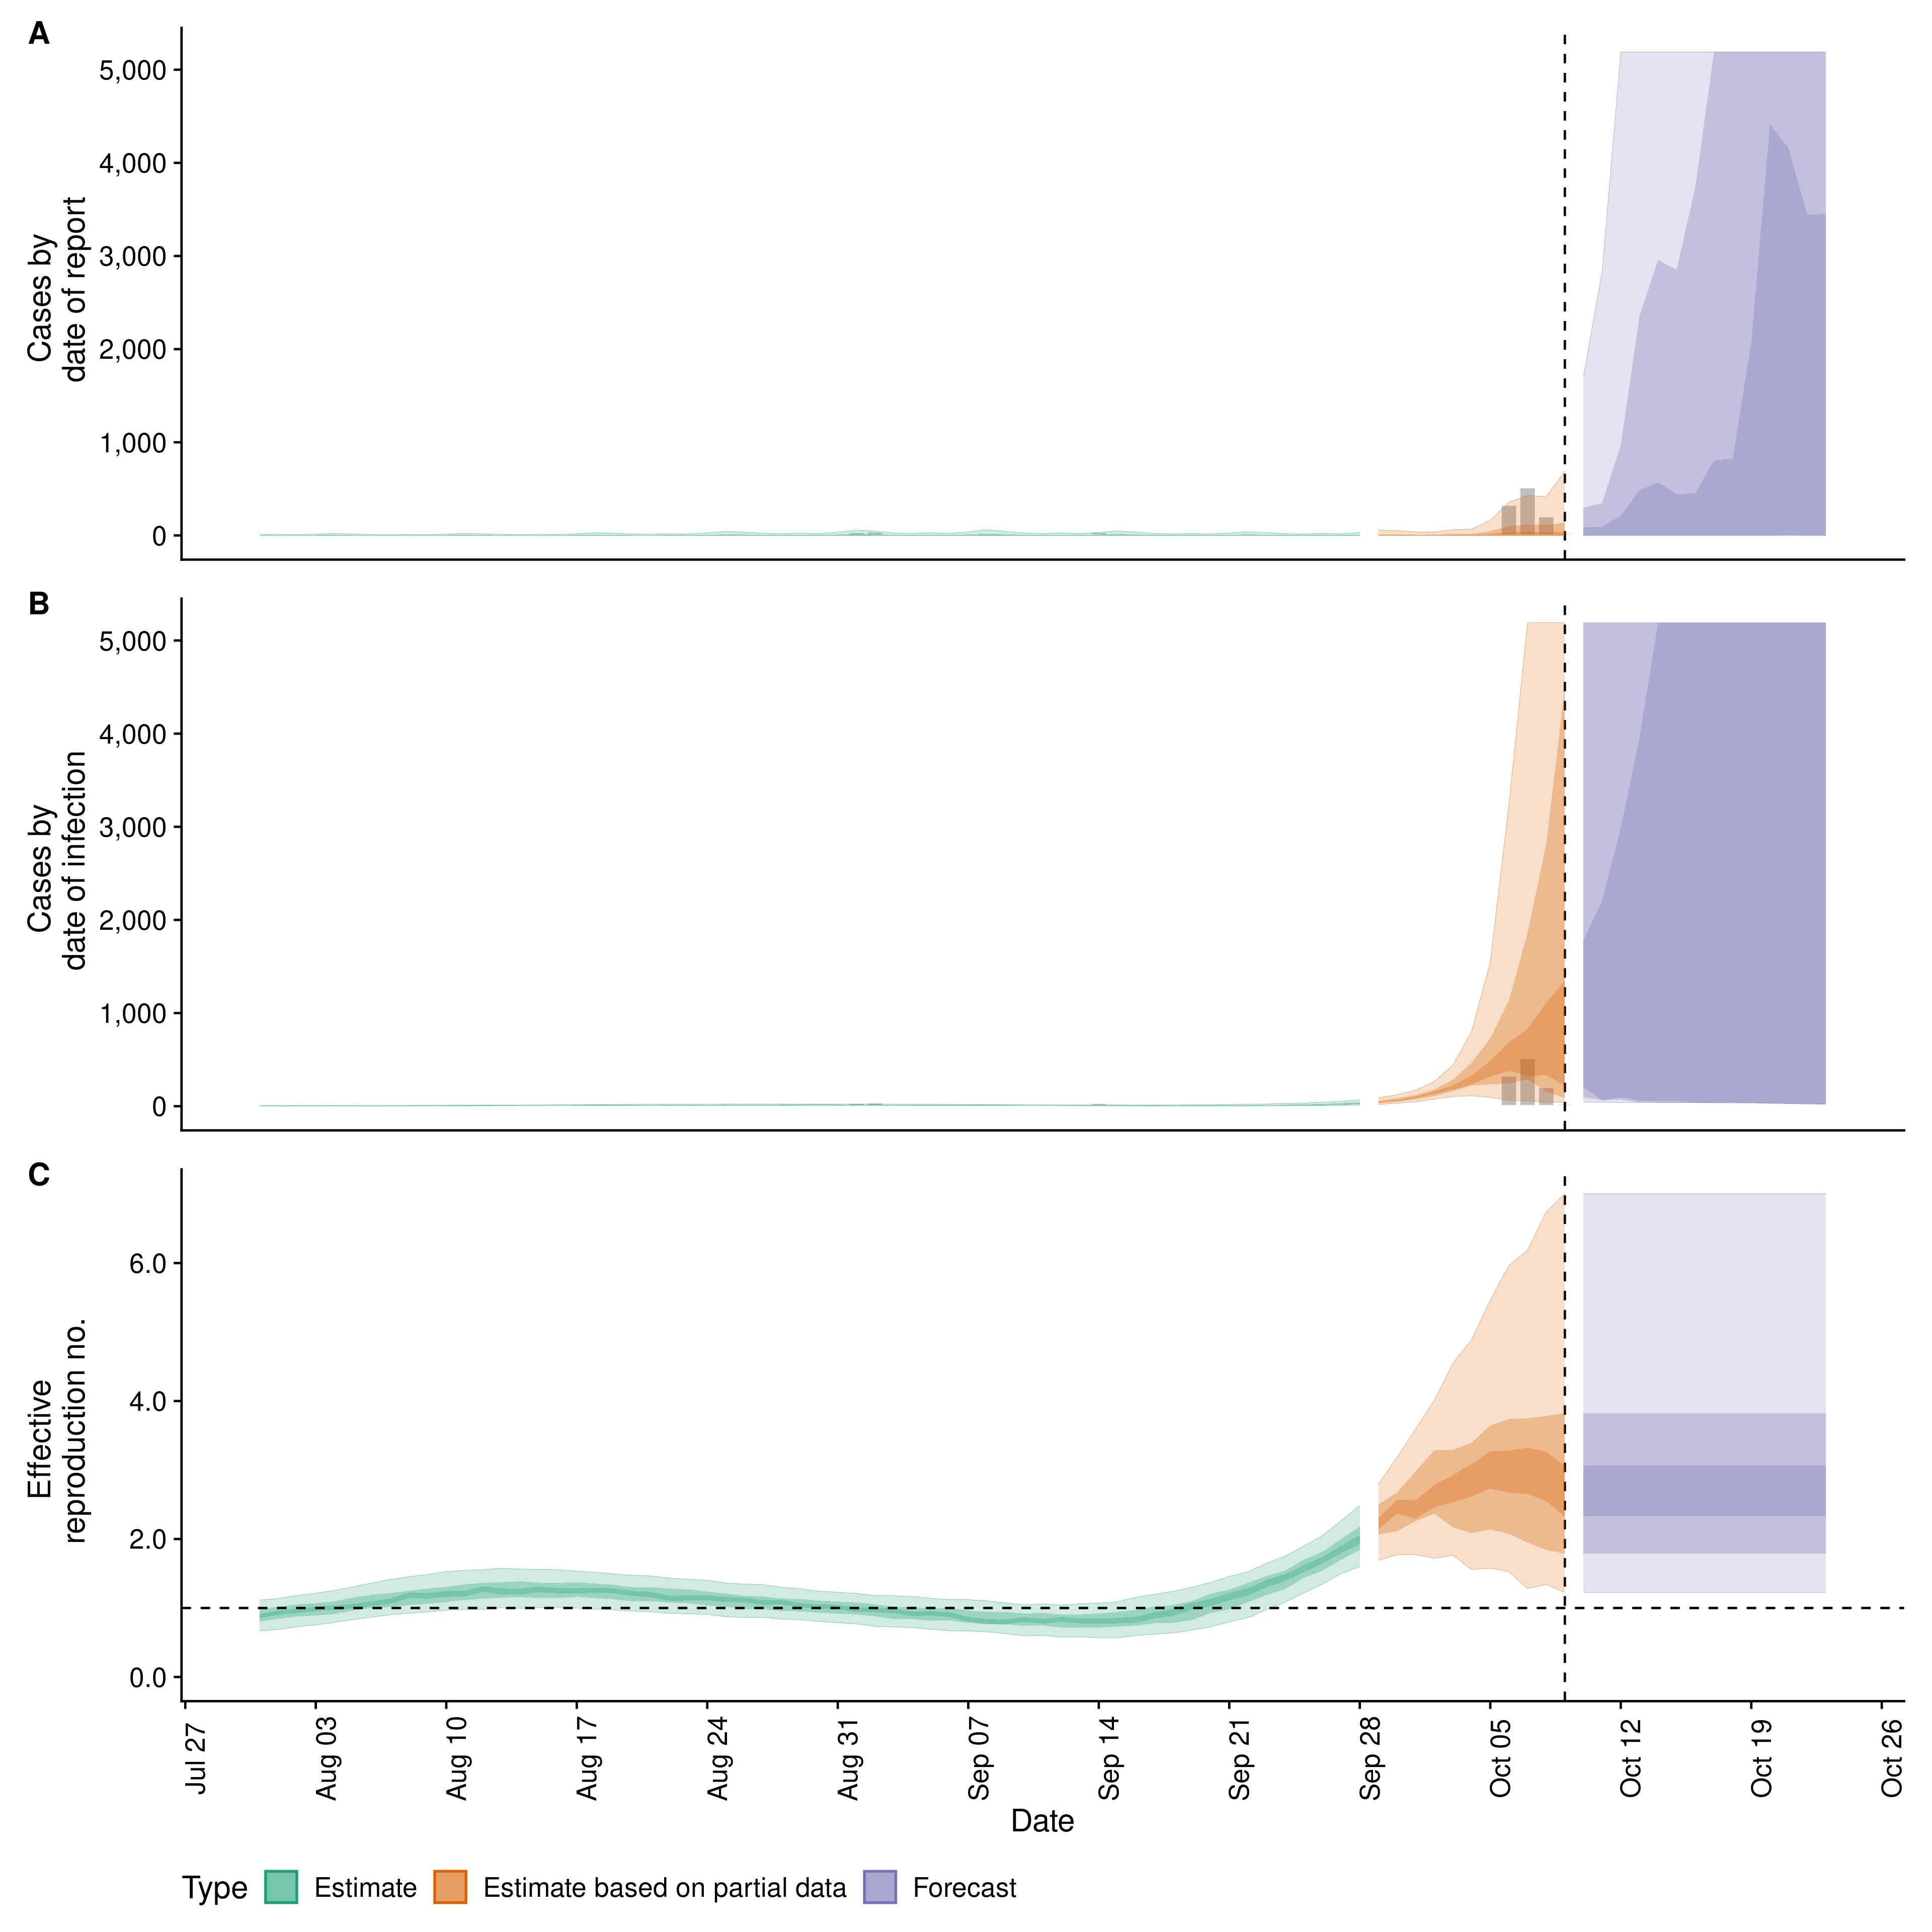 A
5,000
4,000
3,000
2,000
1,000
0
Cases by
date of report
B
5,000
4,000
3,000
2,000
1,000
0
Cases by
date of infection
C
6.0
4.0
2.0
0.0
Effective
reproduction no.
Jul 27
Aug 03
Aug 10
Aug 17
Aug 24
Aug 31
Sep 07
Sep 14
Sep 21
Sep 28
Oct 05
Oct 12
Oct 19
Oct 26
Date
Type Estimate Estimate based on partial data Forecast